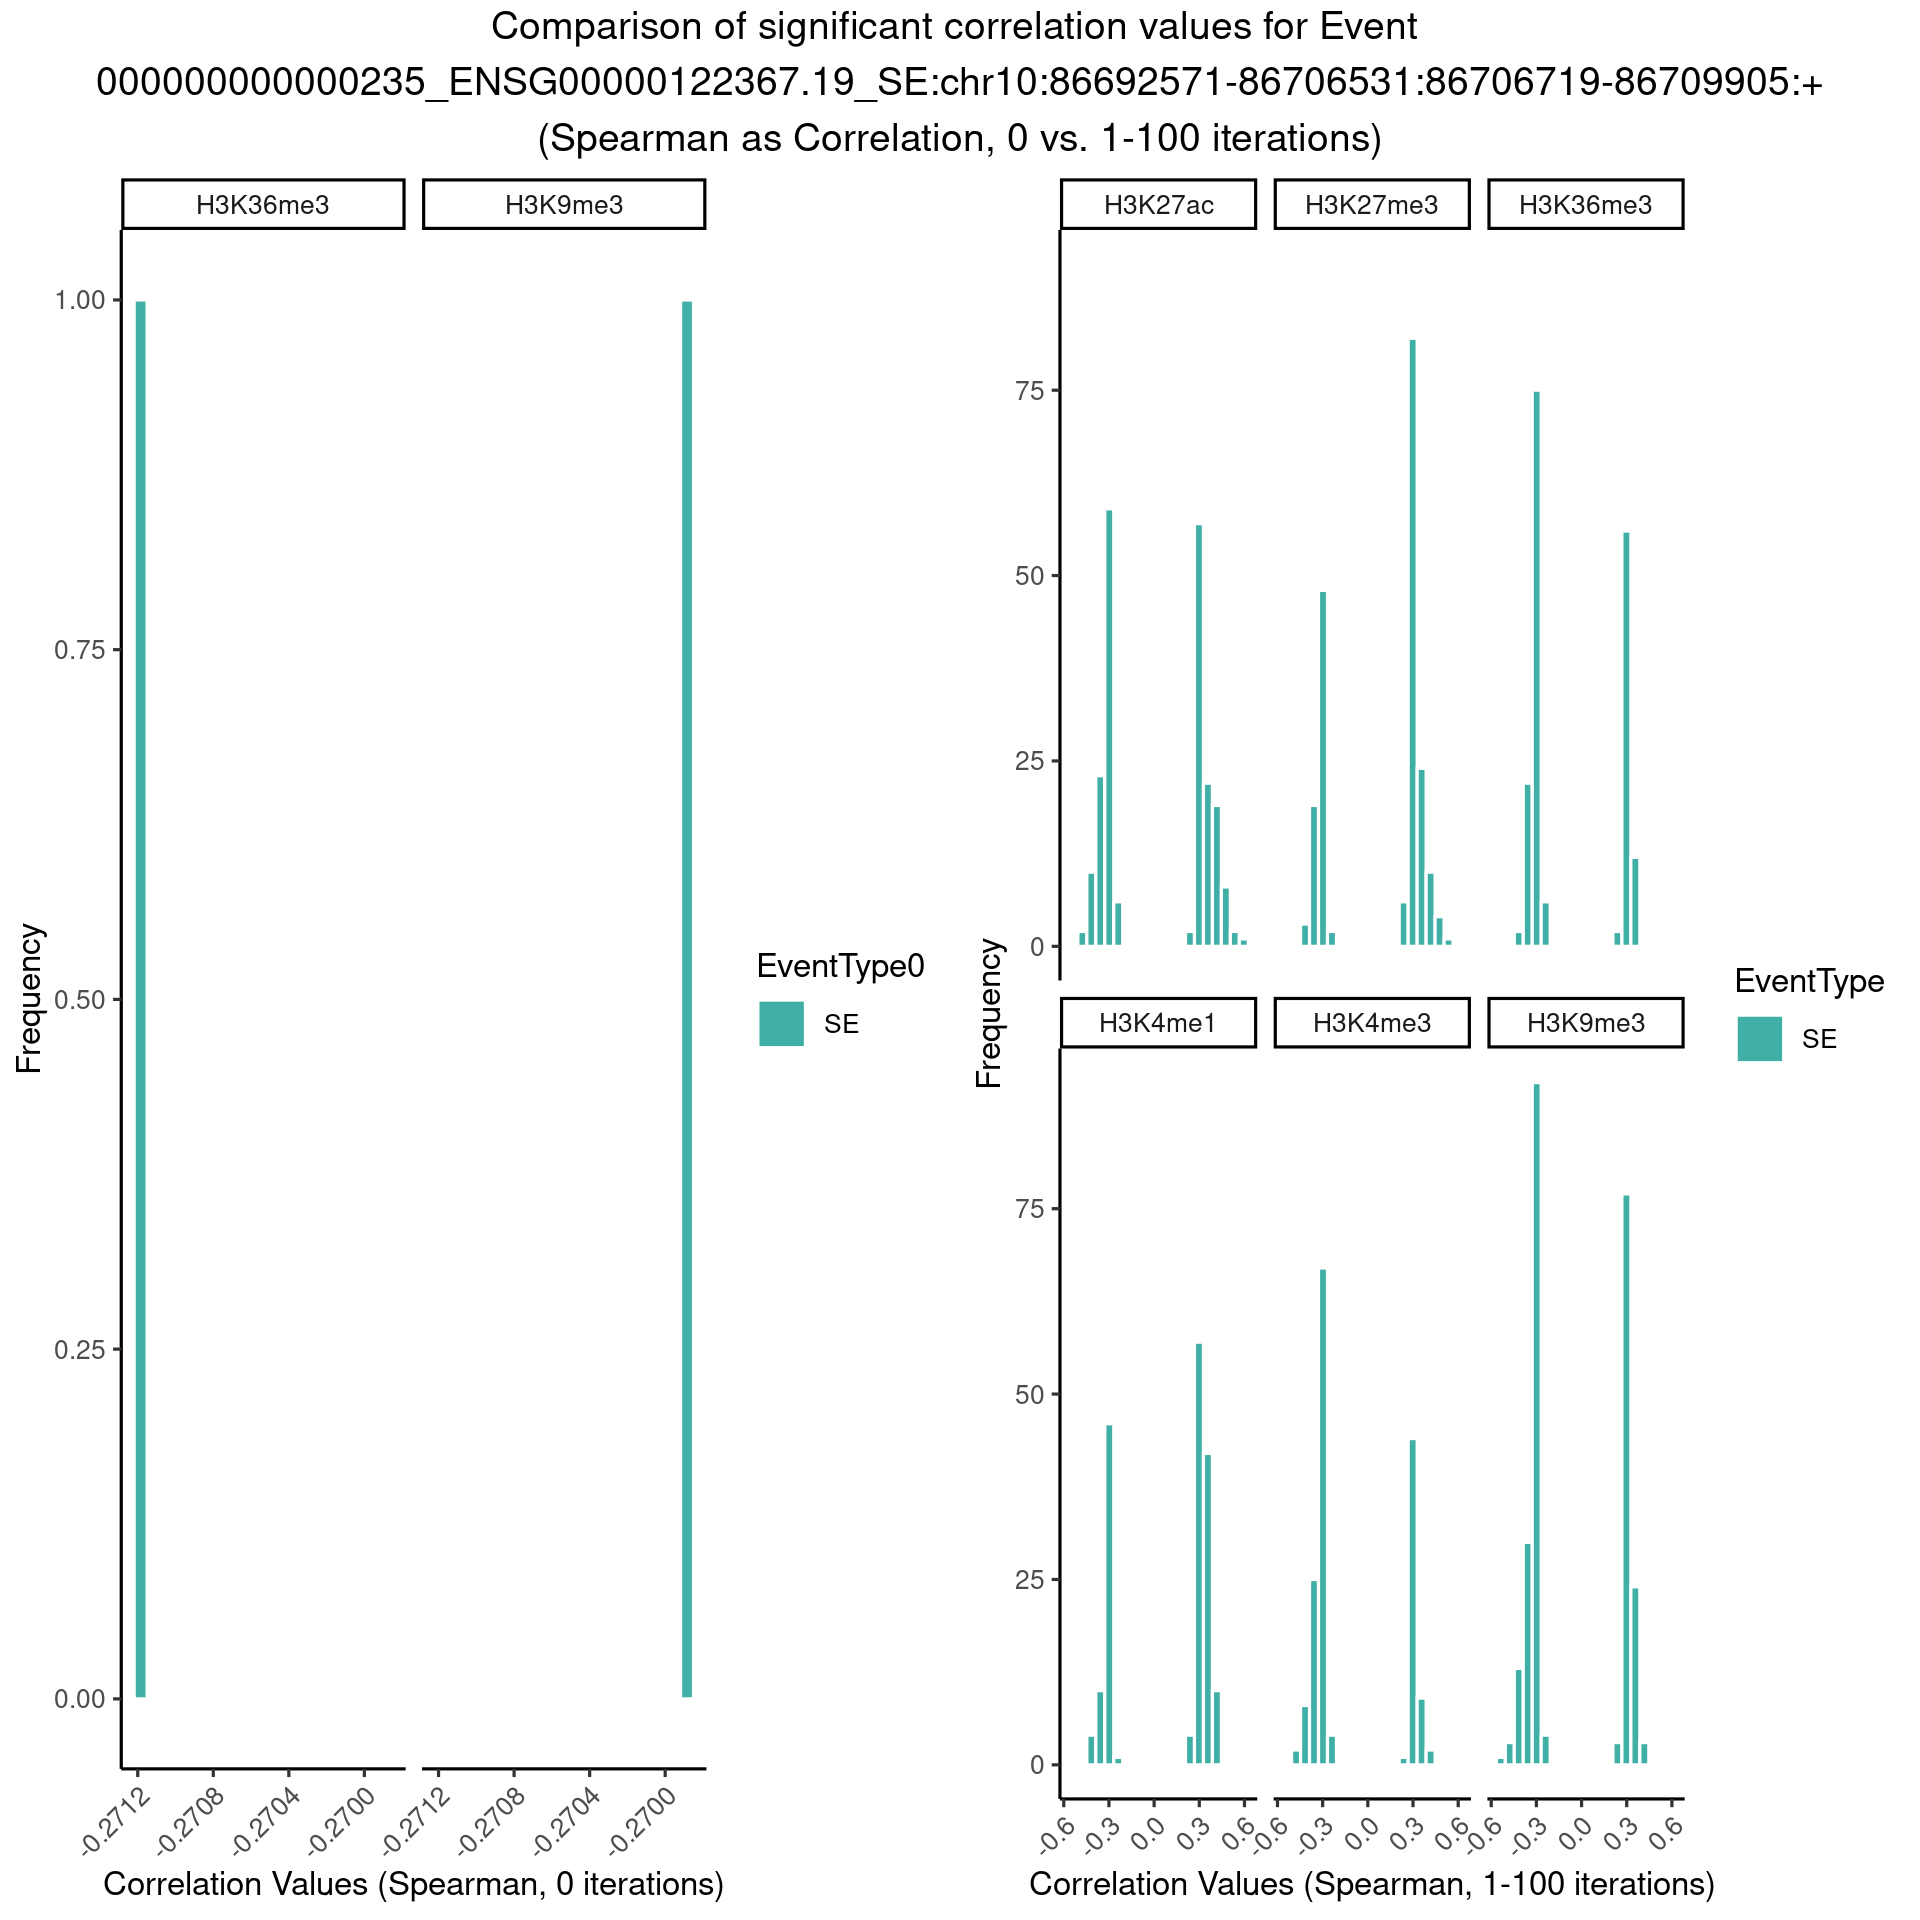 Comparison of significant correlation values for Event
000000000000235_ENSG00000122367.19_SE:chr10:86692571-86706531:86706719-86709905:+
(Spearman as Correlation, 0 vs. 1-100 iterations)
H3K36me3 H3K9me3
1.00
0.75
0.50
0.25
0.00
Frequency
-0.2712 -0.2708 -0.2704 -0.2700 -0.2712 -0.2708 -0.2704 -0.2700
Correlation Values (Spearman, 0 iterations)
EventType0
SE
H3K27ac H3K27me3 H3K36me3
75
50
25
0
H3K4me1 H3K4me3 H3K9me3
75
50
25
0
Frequency
-0.6 -0.3 0.0 0.3 0.6 -0.6 -0.3 0.0 0.3 0.6 -0.6 -0.3 0.0 0.3 0.6
Correlation Values (Spearman, 1-100 iterations)
EventType
SE